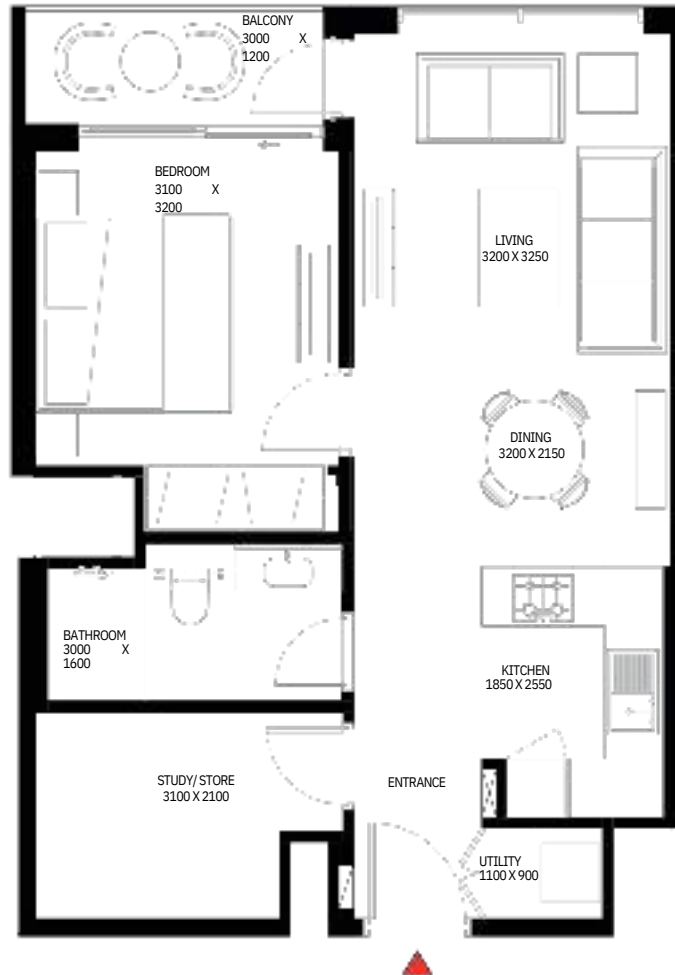 BALCONY
3000 X
1200
BEDROOM
3100 X
3200
LIVING
3200 X 3250
DINING
3200 X 2150
BATHROOM
3000 X
1600
KITCHEN
1850 X 2550
STUDY/ STORE
3100 X 2100
ENTRANCE
UTILITY
1100 X 900